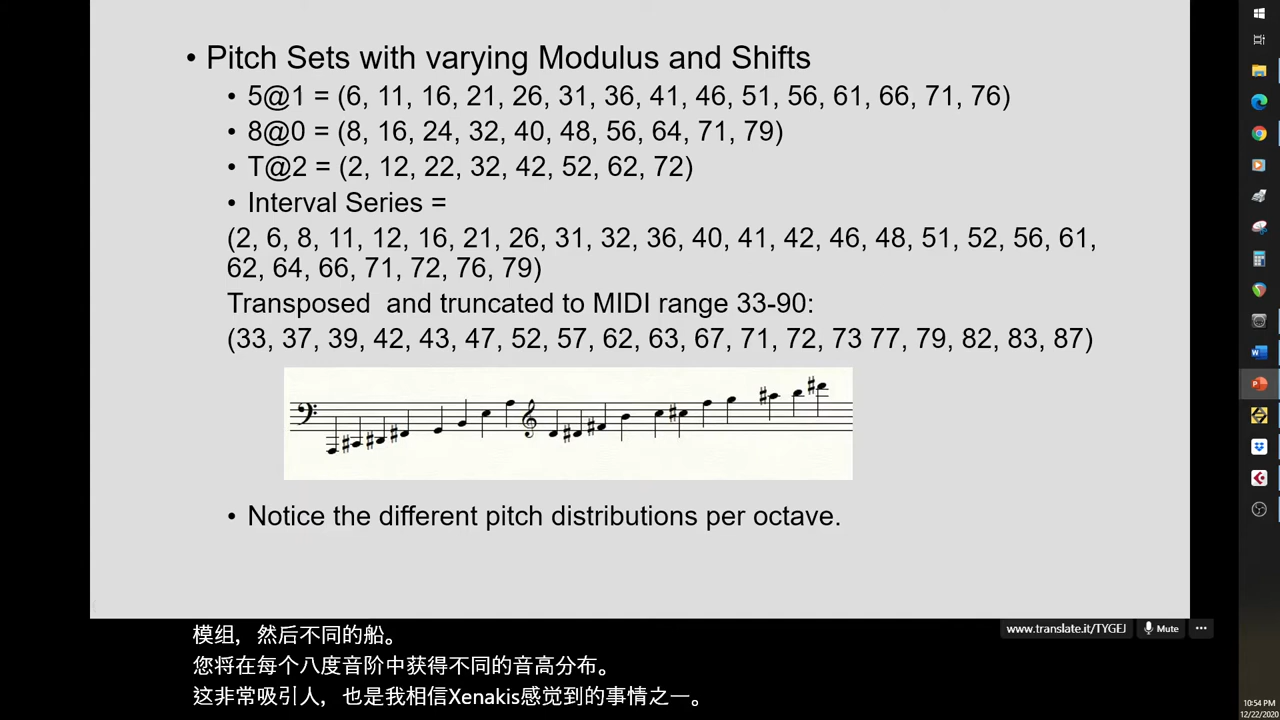 • Pitch Sets with varying Modulus and Shifts
• 5@1 = (6, 11, 16, 21, 26, 31, 36, 41, 46, 51, 56, 61, 66, 71, 76)
• 8@0 = (8, 16, 24, 32, 40, 48, 56, 64, 71, 79)
• T@2 = (2, 12, 22, 32, 42, 52, 62, 72)
• Interval Series =
(2, 6, 8, 11, 12, 16, 21, 26, 31, 32, 36, 40, 41, 42, 46, 48, 51, 52, 56, 61,
62, 64, 66, 71, 72, 76, 79)
Transposed and truncated to MIDI range 33-90:
(33, 37, 39, 42, 43, 47, 52, 57, 62, 63, 67, 71, 72, 73 77, 79, 82, 83, 87)
• Notice the different pitch distributions per octave.
模组，然后不同的船。
您将在每个八度音阶中获得不同的音高分布。
这非常吸引人，也是我相信Xenakis感觉到的事情之一。
www.translate.it/TYGEJ
Mute
10:54 PM
12/22/2020